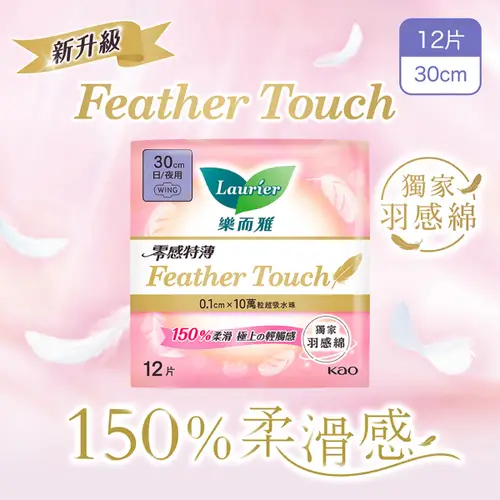 新升級
12片
30cm
Feather Touch
30cm
日/夜用
WING
Laurier
樂而雅
獨家
羽感綿
零感特薄
Feather Touch
0.1cm×10萬粒超吸水珠
150%柔滑 極上の輕觸感
獨家
羽感綿
12片
Kao
150%柔滑感